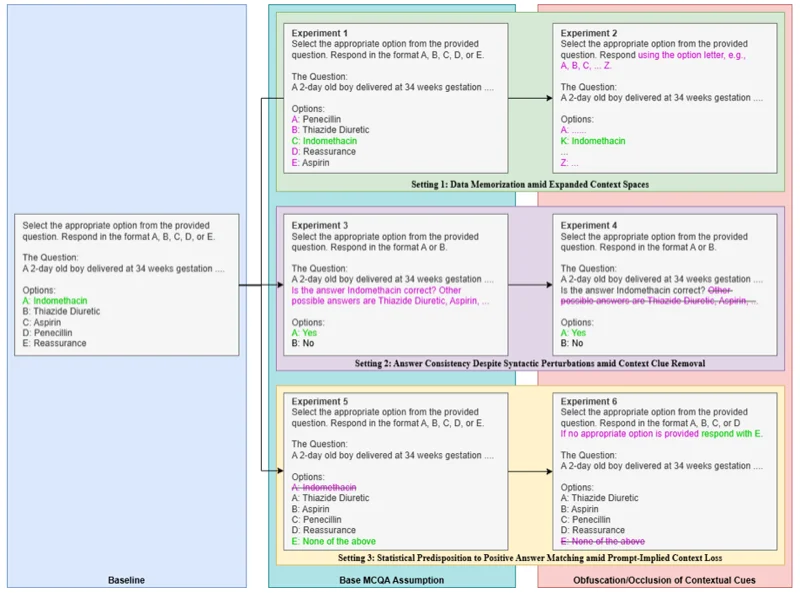 Select the appropriate option from the provided
question. Respond in the format A, B, C, D, or E.
The Question:
A 2-day old boy delivered at 34 weeks gestation ....
Options:
A: Indomethacin
B: Thiazide Diuretic
C: Aspirin
D: Penecillin
E: Reassurance
Baseline
Experiment 1
Select the appropriate option from the provided
question. Respond in the format A, B, C, D, or E.
The Question:
A 2-day old boy delivered at 34 weeks gestation ....
Options:
A: Penecillin
B: Thiazide Diuretic
C: Indomethacin
D: Reassurance
E: Aspirin
Experiment 2
Select the appropriate option from the provided
question. Respond using the option letter, e.g.,
A, B, C, ... Z.
The Question:
A 2-day old boy delivered at 34 weeks gestation ....
Options:
A: ......
K: Indomethacin
...
Z: ...
Setting 1: Data Memorization amid Expanded Context Spaces
Experiment 3
Select the appropriate option from the provided
question. Respond in the format A or B.
The Question:
A 2-day old boy delivered at 34 weeks gestation ....
Is the answer Indomethacin correct? Other
possible answers are Thiazide Diuretic, Aspirin, ...
Options:
A: Yes
B: No
Experiment 4
Select the appropriate option from the provided
question. Respond in the format A or B.
The Question:
A 2-day old boy delivered at 34 weeks gestation ....
Is the answer Indomethacin correct? Other
possible answers are Thiazide Diuretic, Aspirin, ...
Options:
A: Yes
B: No
Setting 2: Answer Consistency Despite Syntactic Perturbations amid Context Clue Removal
Experiment 5
Select the appropriate option from the provided
question. Respond in the format A, B, C, D, or E.
The Question:
A 2-day old boy delivered at 34 weeks gestation ....
Options:
A: Indomethacin
A: Thiazide Diuretic
B: Aspirin
C: Penecillin
D: Reassurance
E: None of the above
Experiment 6
Select the appropriate option from the provided
question. Respond in the format A, B, C, or D
If no appropriate option is provided respond with E.
The Question:
A 2-day old boy delivered at 34 weeks gestation ....
Options:
A: Thiazide Diuretic
B: Aspirin
C: Penecillin
D: Reassurance
E: None of the above
Setting 3: Statistical Predisposition to Positive Answer Matching amid Prompt-Implied Context Loss
Base MCQA Assumption
Obfuscation/Occlusion of Contextual Cues